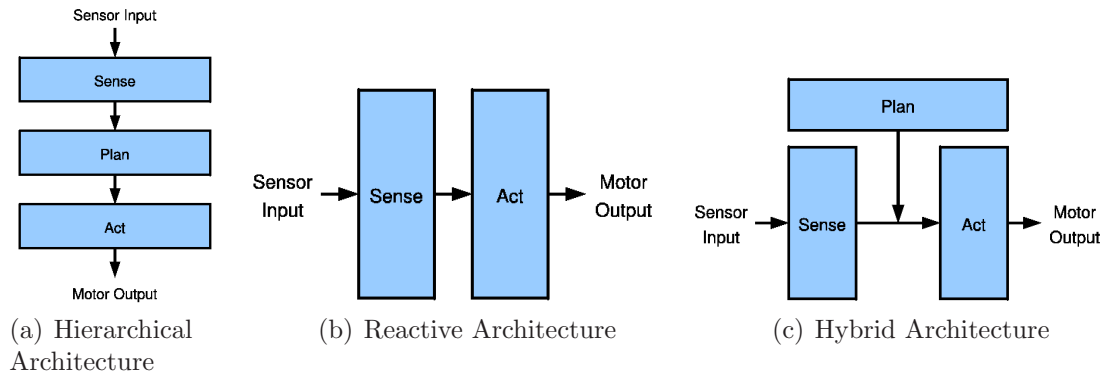 Sensor Input
Sense
Plan
Act
Motor Output
(a) Hierarchical
Architecture
Sensor
Input
Sense
Act
Motor
Output
(b) Reactive Architecture
Plan
Sensor
Input
Sense
Act
Motor
Output
(c) Hybrid Architecture